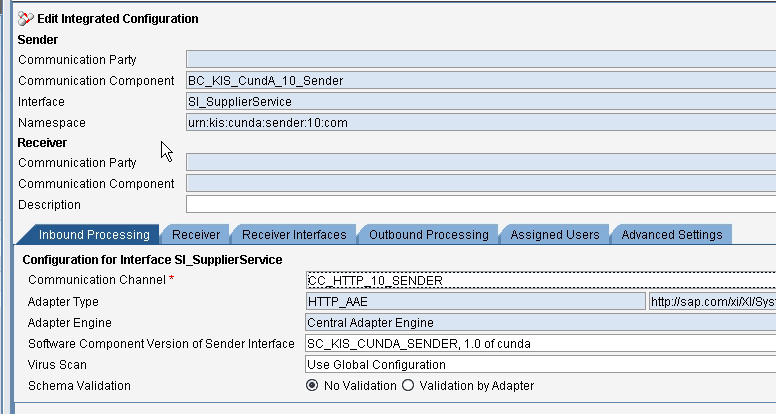 Edit Integrated Configuration
Sender
Communication Party
Communication Component BC_KIS_CundA_10_Sender
Interface SI_SupplierService
Namespace urn:kis:cunda:sender:10:com
Receiver
Communication Party
Communication Component
Description
Inbound Processing Receiver Receiver Interfaces Outbound Processing Assigned Users Advanced Settings
Configuration for Interface SI_SupplierService
Communication Channel * CC_HTTP_10_SENDER
Adapter Type HTTP_AAE http://sap.com/xi/XI/Sys
Adapter Engine Central Adapter Engine
Software Component Version of Sender Interface SC_KIS_CUNDA_SENDER, 1.0 of cunda
Virus Scan Use Global Configuration
Schema Validation No Validation Validation by Adapter